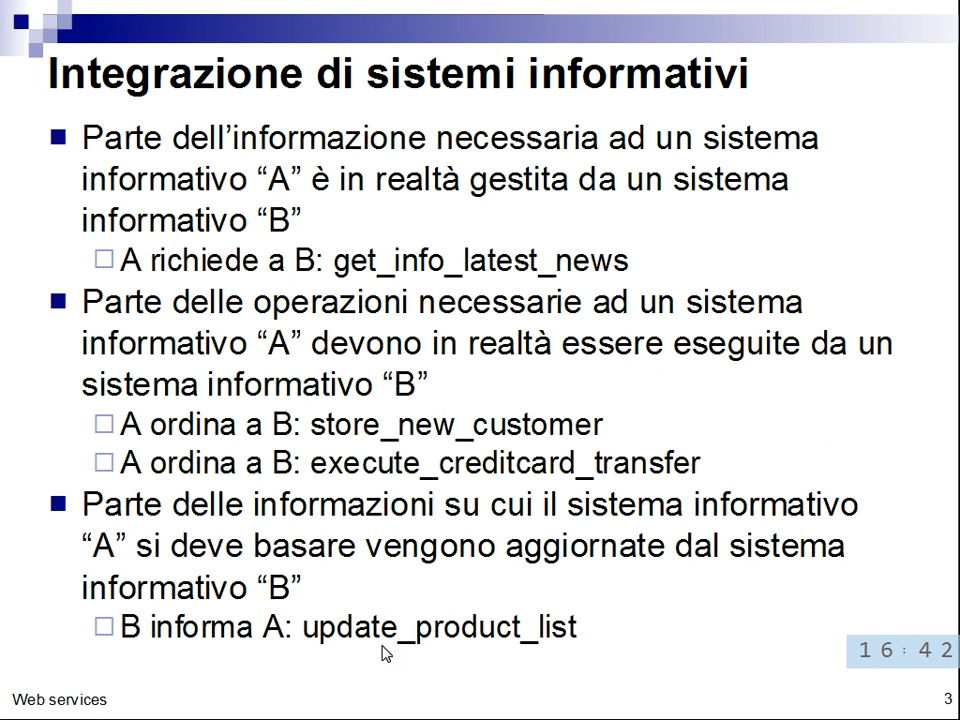 Integrazione di sistemi informativi
Parte dell’informazione necessaria ad un sistema
informativo “A” è in realtà gestita da un sistema
informativo “B”
A richiede a B: get_info_latest_news
Parte delle operazioni necessarie ad un sistema
informativo “A” devono in realtà essere eseguite da un
sistema informativo “B”
A ordina a B: store_new_customer
A ordina a B: execute_creditcard_transfer
Parte delle informazioni su cui il sistema informativo
“A” si deve basare vengono aggiornate dal sistema
informativo “B”
B informa A: update_product_list
16:42
Web services
3